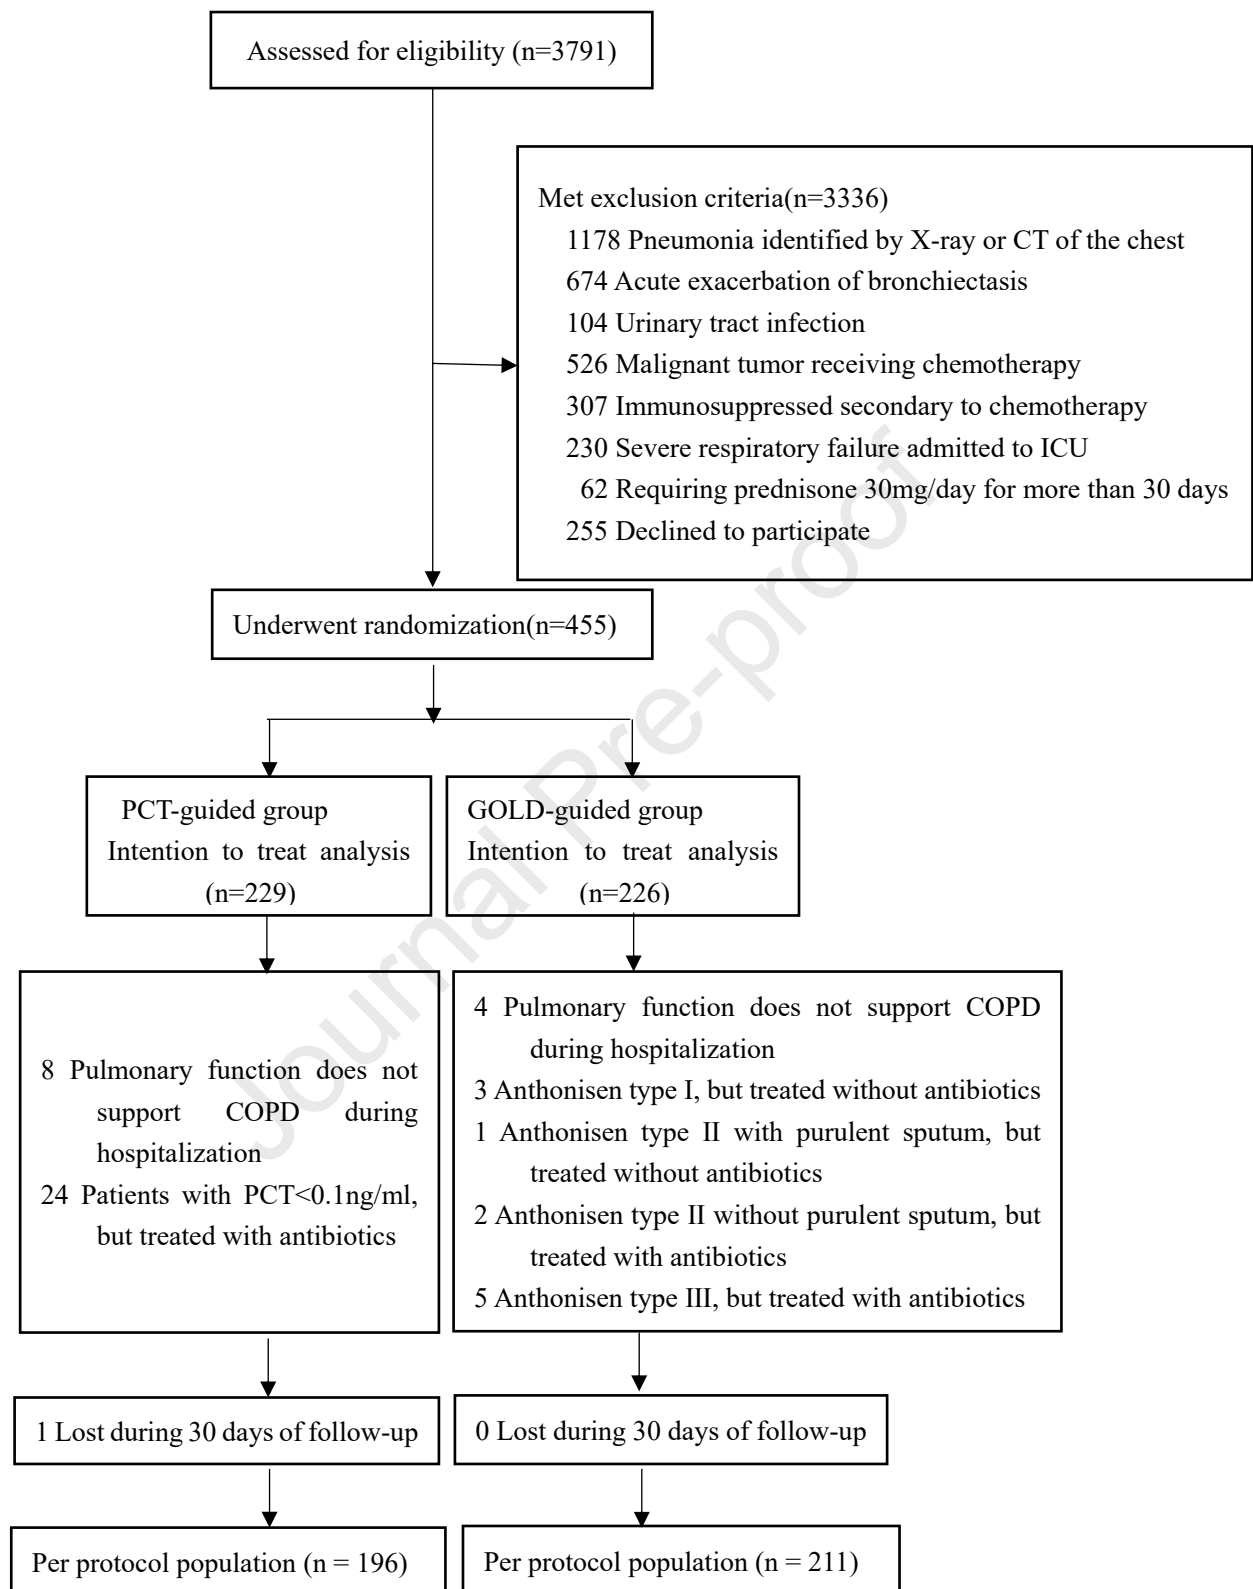 Assessed for eligibility (n=3791)
Met exclusion criteria(n=3336)
1178 Pneumonia identified by X-ray or CT of the chest
674 Acute exacerbation of bronchiectasis
104 Urinary tract infection
526 Malignant tumor receiving chemotherapy
307 Immunosuppressed secondary to chemotherapy
230 Severe respiratory failure admitted to ICU
62 Requiring prednisone 30mg/day for more than 30 days
255 Declined to participate
Underwent randomization(n=455)
PCT-guided group
Intention to treat analysis
(n=229)
GOLD-guided group
Intention to treat analysis
(n=226)
8 Pulmonary function does not
support COPD during
hospitalization
24 Patients with PCT<0.1ng/ml,
but treated with antibiotics
4 Pulmonary function does not support COPD
during hospitalization
3 Anthonisen type I, but treated without antibiotics
1 Anthonisen type II with purulent sputum, but
treated without antibiotics
2 Anthonisen type II without purulent sputum, but
treated with antibiotics
5 Anthonisen type III, but treated with antibiotics
1 Lost during 30 days of follow-up
0 Lost during 30 days of follow-up
Per protocol population (n = 196)
Per protocol population (n = 211)
Journal Pre-proof